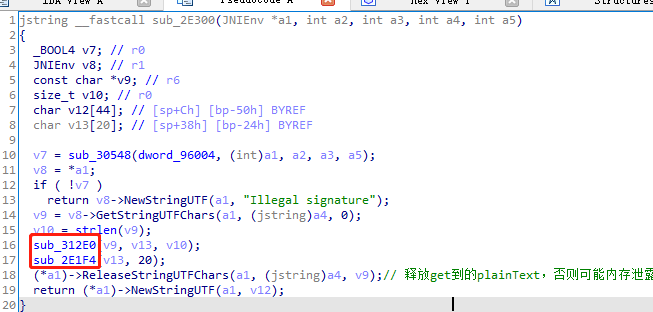 IDA View-A Pseudocode-A Hex View-1 Structures
1 jstring __fastcall sub_2E300(JNIEnv *a1, int a2, int a3, int a4, int a5)
2 {
3 _BOOL4 v7; // r0
4 JNIEnv v8; // r1
5 const char *v9; // r6
6 size_t v10; // r0
7 char v12[44]; // [sp+Ch] [bp-50h] BYREF
8 char v13[20]; // [sp+38h] [bp-24h] BYREF
9
10 v7 = sub_30548(dword_96004, (int)a1, a2, a3, a5);
11 v8 = *a1;
12 if ( !v7 )
13 return v8->NewStringUTF(a1, "Illegal signature");
14 v9 = v8->GetStringUTFChars(a1, (jstring)a4, 0);
15 v10 = strlen(v9);
16 sub_312E0(v9, v13, v10);
17 sub_2E1F4(v13, 20);
18 (*a1)->ReleaseStringUTFChars(a1, (jstring)a4, v9);// 释放get到的plainText，否则可能内存泄露
19 return (*a1)->NewStringUTF(a1, v12);
20 }